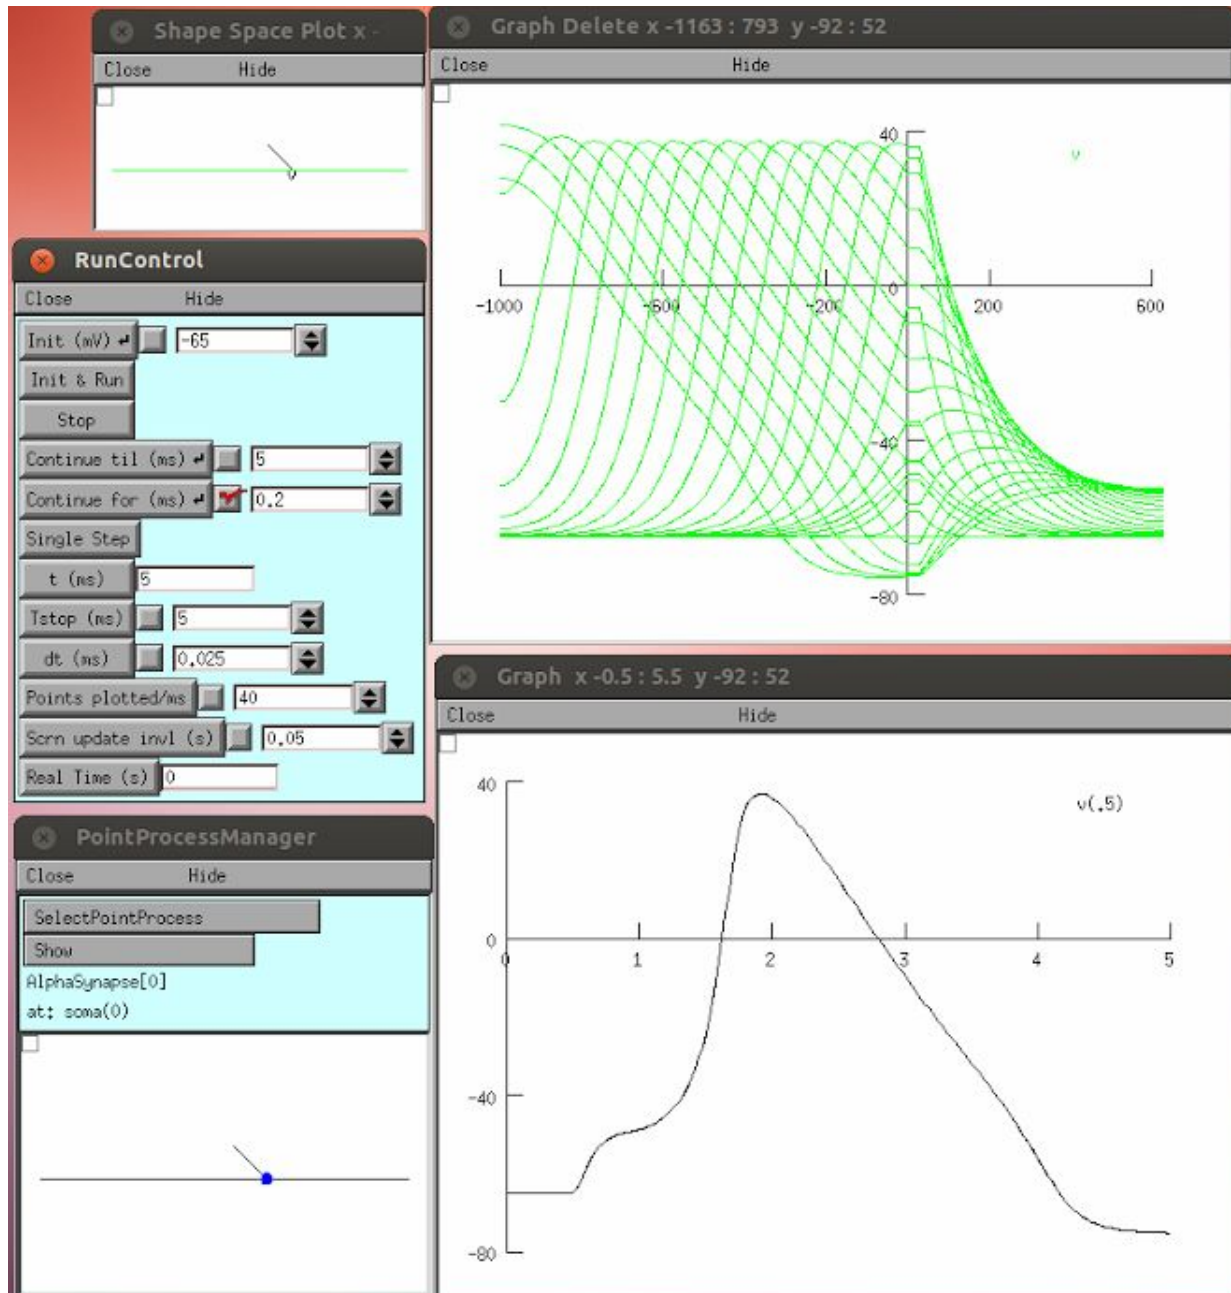 Shape Space Plot x -
Close Hide
Graph Delete x -1163 : 793 y -92 : 52
Close Hide
40
v
0
-1000
-600
-200
200
600
-40
-80
RunControl
Close Hide
Init (mV) -65
Init & Run
Stop
Continue til (ms) 5
Continue for (ms) 0.2
Single Step
t (ms) 5
Tstop (ms) 5
dt (ms) 0.025
Points plotted/ms 40
Scrn update invl (s) 0.05
Real Time (s) 0
PointProcessManager
Close Hide
SelectPointProcess
Show
AlphaSynapse[0]
at: soma(0)
Graph x -0.5 : 5.5 y -92 : 52
Close Hide
40
v(.5)
0
0 1 2 3 4 5
-40
-80